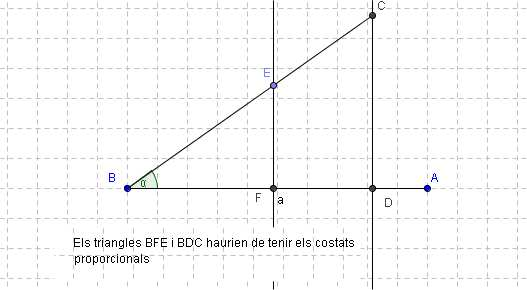 C
E
B
α
A
F
a
D
Els triangles BFE i BDC haurien de tenir els costats
proporcionals